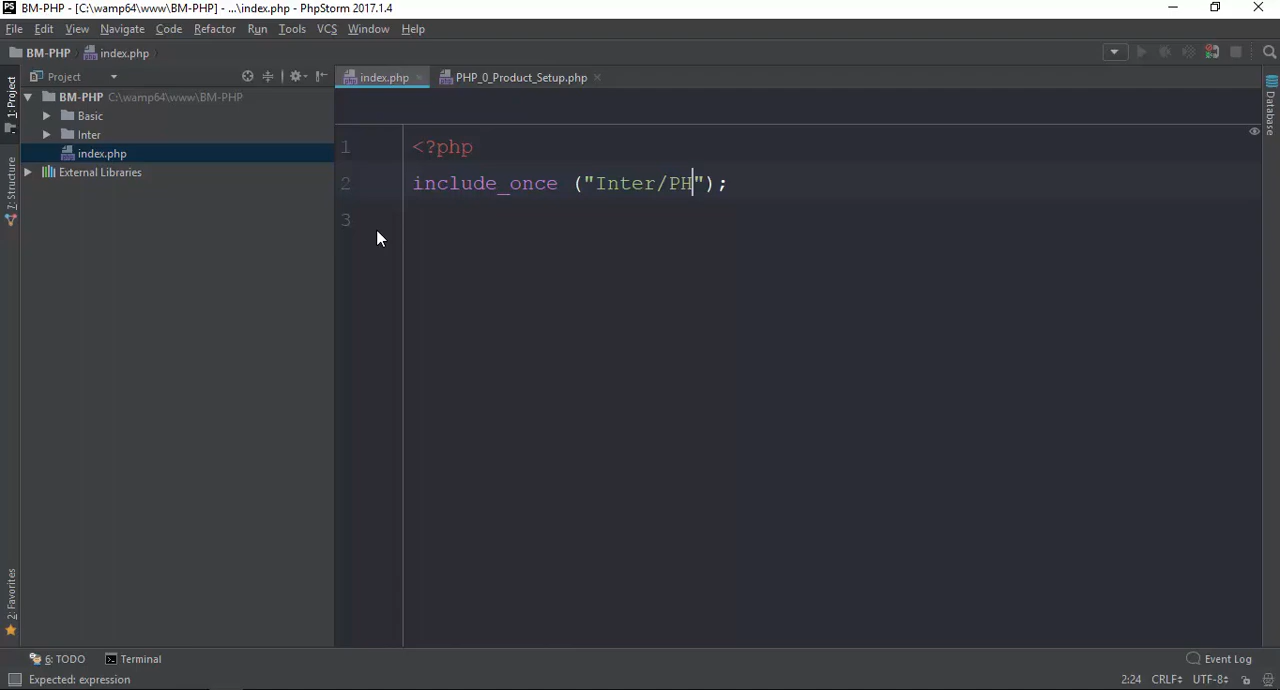 PS BM-PHP - [C:\wamp64\www\BM-PHP] - ...\index.php - PhpStorm 2017.1.4
File Edit View Navigate Code Refactor Run Tools VCS Window Help
BM-PHP index.php
1: Project
Project
index.php
PHP_0_Product_Setup.php
BM-PHP C:\wamp64\www\BM-PHP
Basic
Inter
index.php
External Libraries
7: Structure
2: Favorites
1 <?php
2 include_once ("Inter/PH");
3
Database
6: TODO Terminal Event Log
Expected: expression 2:24 CRLF UTF-8